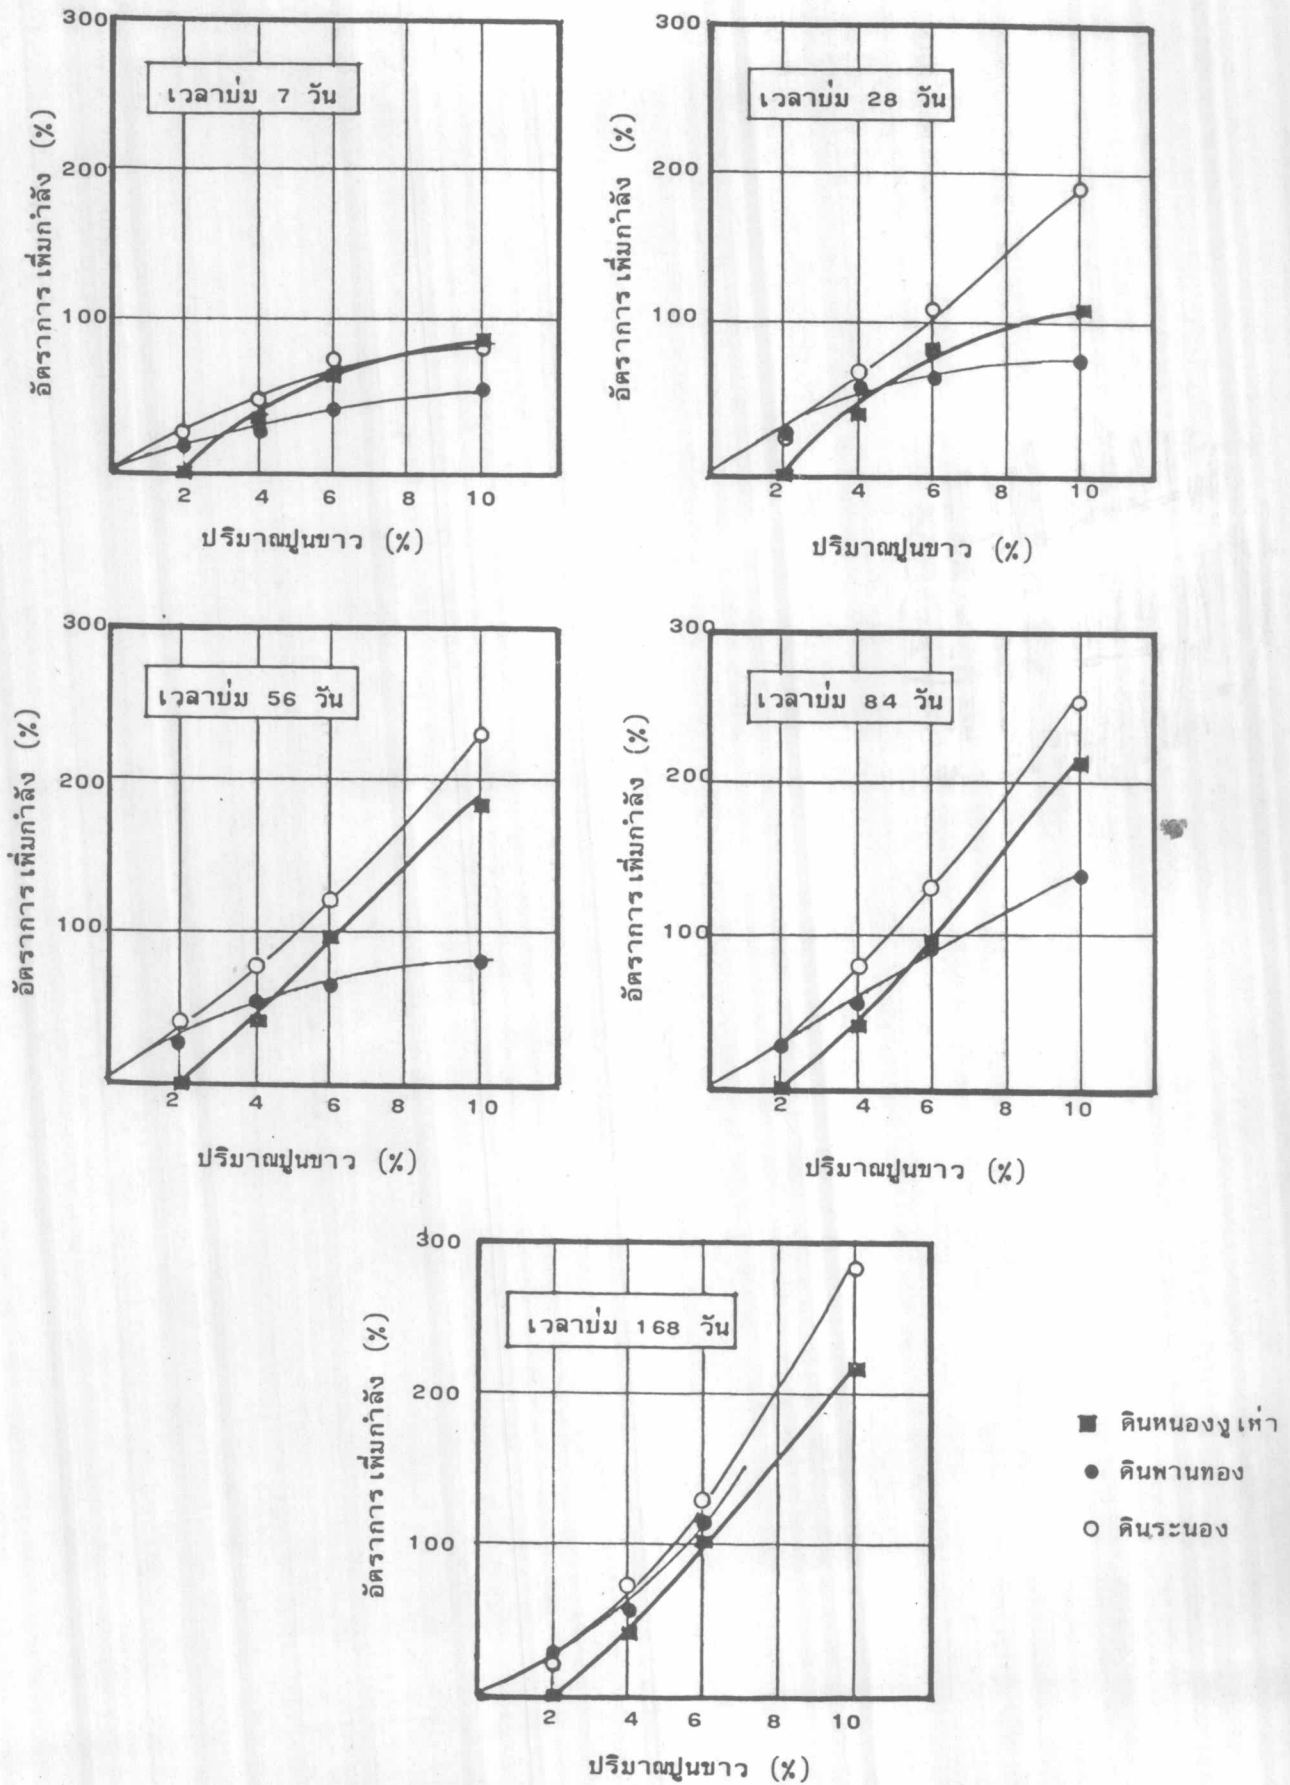 300
200
100
เวลาบ่ม 7 วัน
อัตราการเพิ่มกำลัง (%)
2 4 6 8 10
ปริมาณปูนขาว (%)
300
200
100
เวลาบ่ม 28 วัน
อัตราการเพิ่มกำลัง (%)
2 4 6 8 10
ปริมาณปูนขาว (%)
300
200
100
เวลาบ่ม 56 วัน
อัตราการเพิ่มกำลัง (%)
2 4 6 8 10
ปริมาณปูนขาว (%)
300
200
100
เวลาบ่ม 84 วัน
อัตราการเพิ่มกำลัง (%)
2 4 6 8 10
ปริมาณปูนขาว (%)
300
200
100
เวลาบ่ม 168 วัน
อัตราการเพิ่มกำลัง (%)
2 4 6 8 10
ปริมาณปูนขาว (%)
ดินหนองงูเห่า
ดินพานทอง
ดินระนอง